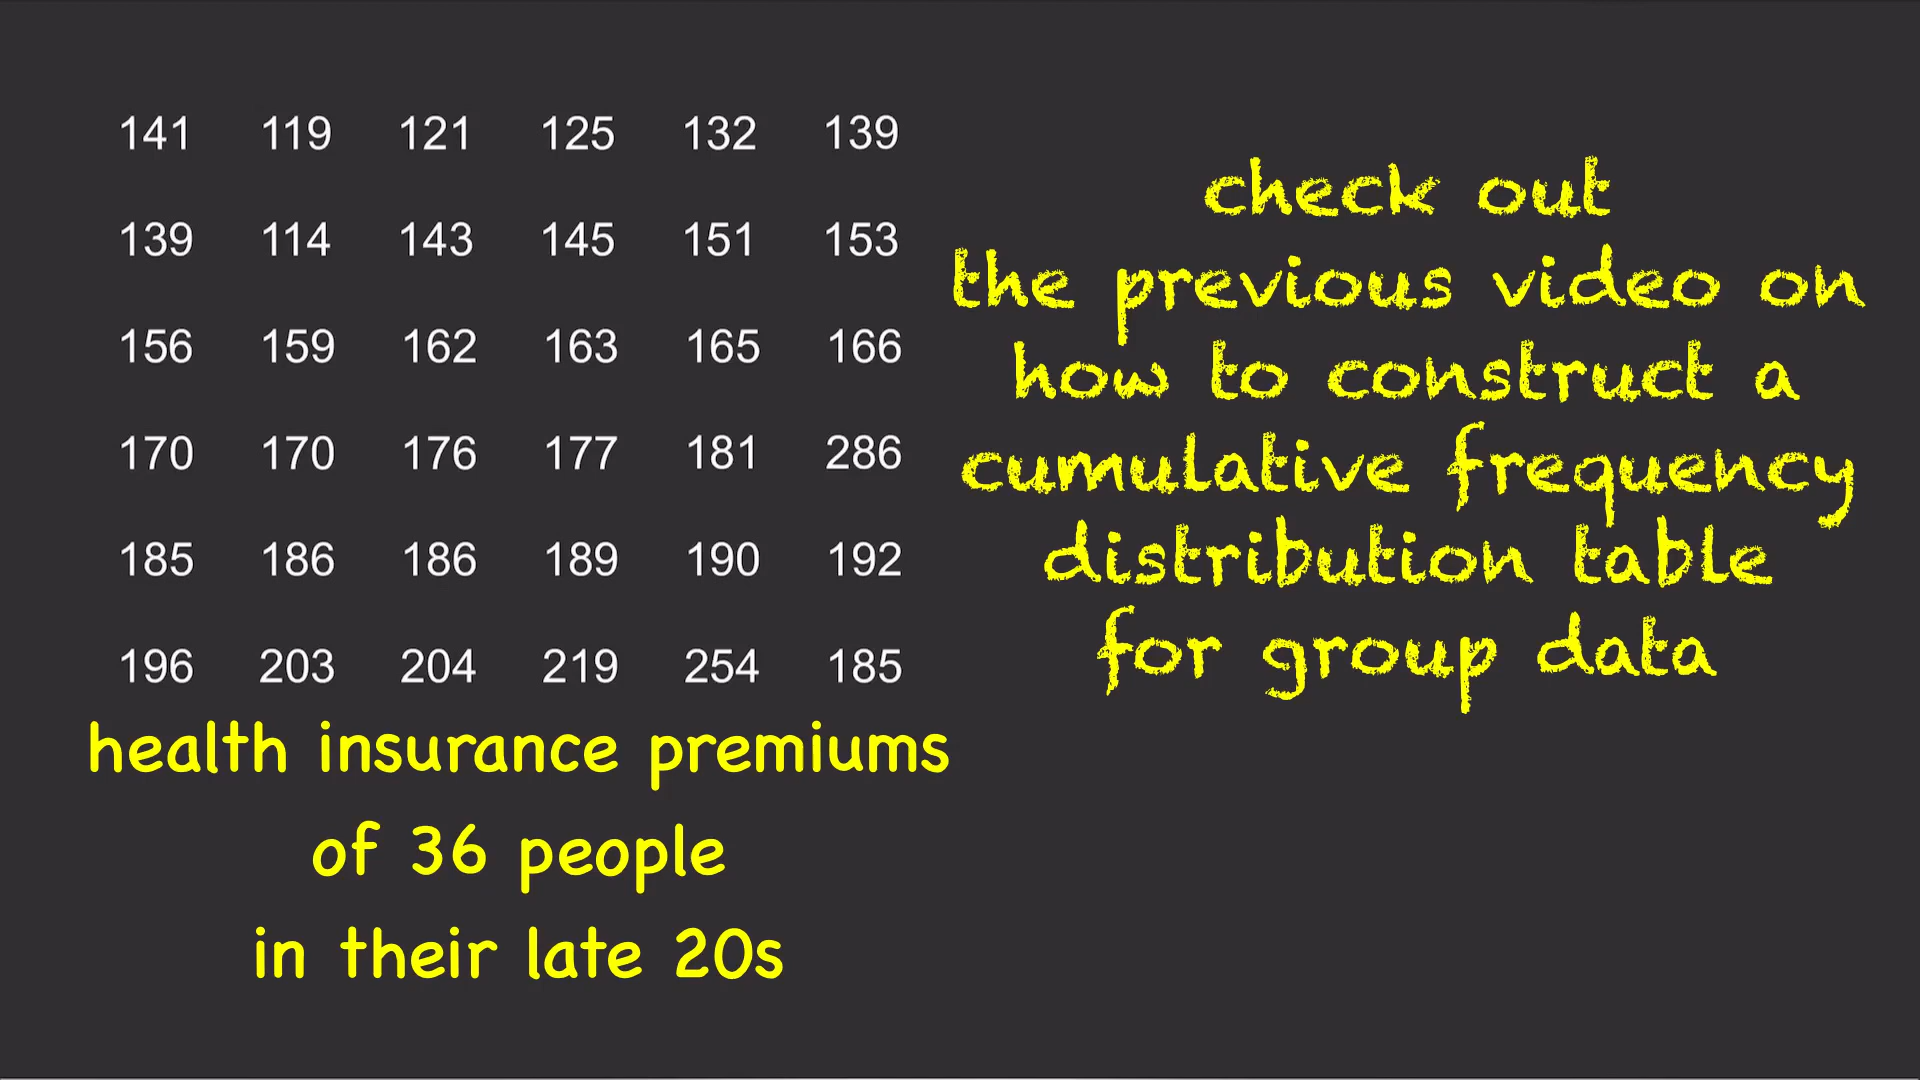 141 119 121 125 132 139
139 114 143 145 151 153
156 159 162 163 165 166
170 170 176 177 181 286
185 186 186 189 190 192
196 203 204 219 254 185
health insurance premiums
of 36 people
in their late 20s
check out
the previous video on
how to construct a
cumulative frequency
distribution table
for group data